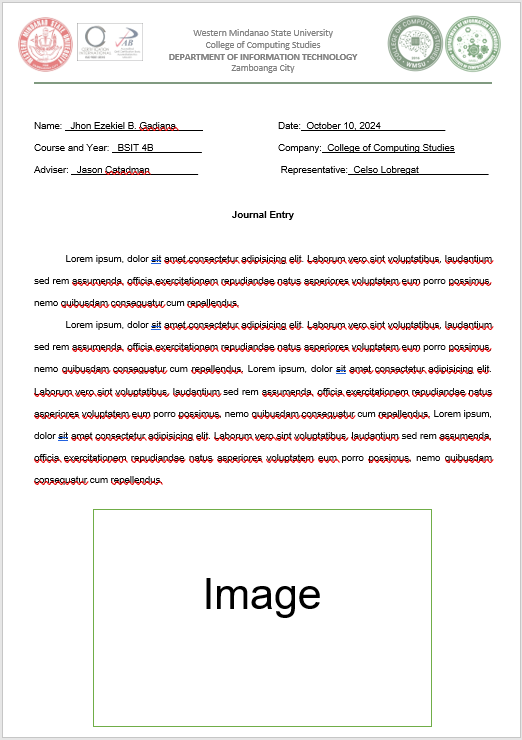 Western Mindanao State University
College of Computing Studies
DEPARTMENT OF INFORMATION TECHNOLOGY
Zamboanga City
Name: Jhon Ezekiel B. Gadiana Date: October 10, 2024
Course and Year: BSIT 4B Company: College of Computing Studies
Adviser: Jason Catadman Representative: Celso Lobregat
Journal Entry
Lorem ipsum, dolor sit amet consectetur adipisicing elit. Laborum vero sint voluptatibus, laudantium
sed rem assumenda, officia exercitationem repudiandae natus asperiores voluptatem eum porro possimus,
nemo quibusdam consequatur cum repellendus.
Lorem ipsum, dolor sit amet consectetur adipisicing elit. Laborum vero sint voluptatibus, laudantium
sed rem assumenda, officia exercitationem repudiandae natus asperiores voluptatem eum porro possimus,
nemo quibusdam consequatur cum repellendus. Lorem ipsum, dolor sit amet consectetur adipisicing elit.
Laborum vero sint voluptatibus, laudantium sed rem assumenda, officia exercitationem repudiandae natus
asperiores voluptatem eum porro possimus, nemo quibusdam consequatur cum repellendus. Lorem ipsum,
dolor sit amet consectetur adipisicing elit. Laborum vero sint voluptatibus, laudantium sed rem assumenda,
officia exercitationem repudiandae natus asperiores voluptatem eum porro possimus, nemo quibusdam
consequatur cum repellendus.
Image